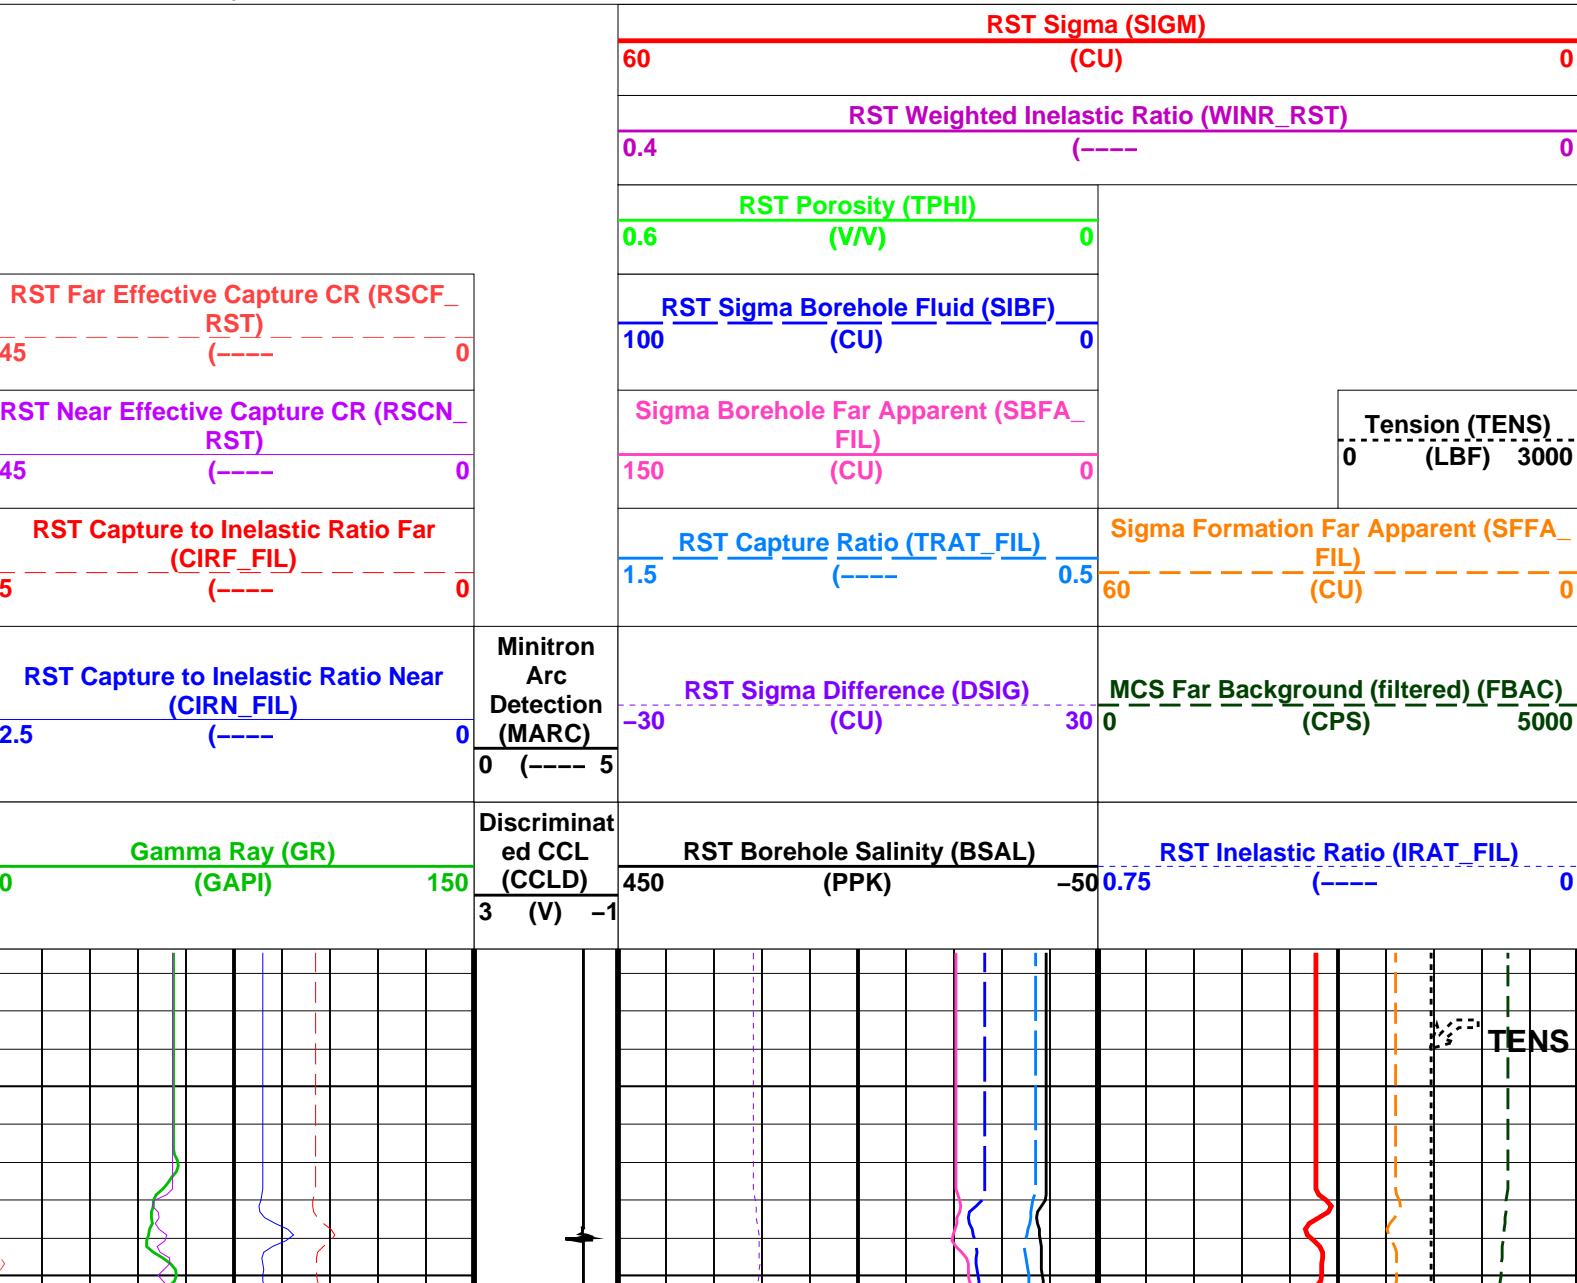 RST Sigma (SIGM)
60 (CU) 0
RST Weighted Inelastic Ratio (WINR_RST)
0.4 (---- 0
RST Porosity (TPHI)
0.6 (V/V) 0
RST Far Effective Capture CR (RSCF_
RST)
45 (---- 0
RST Sigma Borehole Fluid (SIBF)
100 (CU) 0
RST Near Effective Capture CR (RSCN_
RST)
45 (---- 0
Sigma Borehole Far Apparent (SBFA_
FIL)
150 (CU) 0
Tension (TENS)
0 (LBF) 3000
RST Capture to Inelastic Ratio Far
(CIRF_FIL)
5 (---- 0
RST Capture Ratio (TRAT_FIL)
1.5 (---- 0.5
Sigma Formation Far Apparent (SFFA_
FIL)
60 (CU) 0
RST Capture to Inelastic Ratio Near
(CIRN_FIL)
2.5 (---- 0
Minitron
Arc
Detection
(MARC)
0 (---- 5
RST Sigma Difference (DSIG)
-30 (CU) 30
MCS Far Background (filtered) (FBAC)
0 (CPS) 5000
Gamma Ray (GR)
0 (GAPI) 150
Discriminat
ed CCL
(CCLD)
3 (V) -1
RST Borehole Salinity (BSAL)
450 (PPK) -50
RST Inelastic Ratio (IRAT_FIL)
0.75 (---- 0
TENS